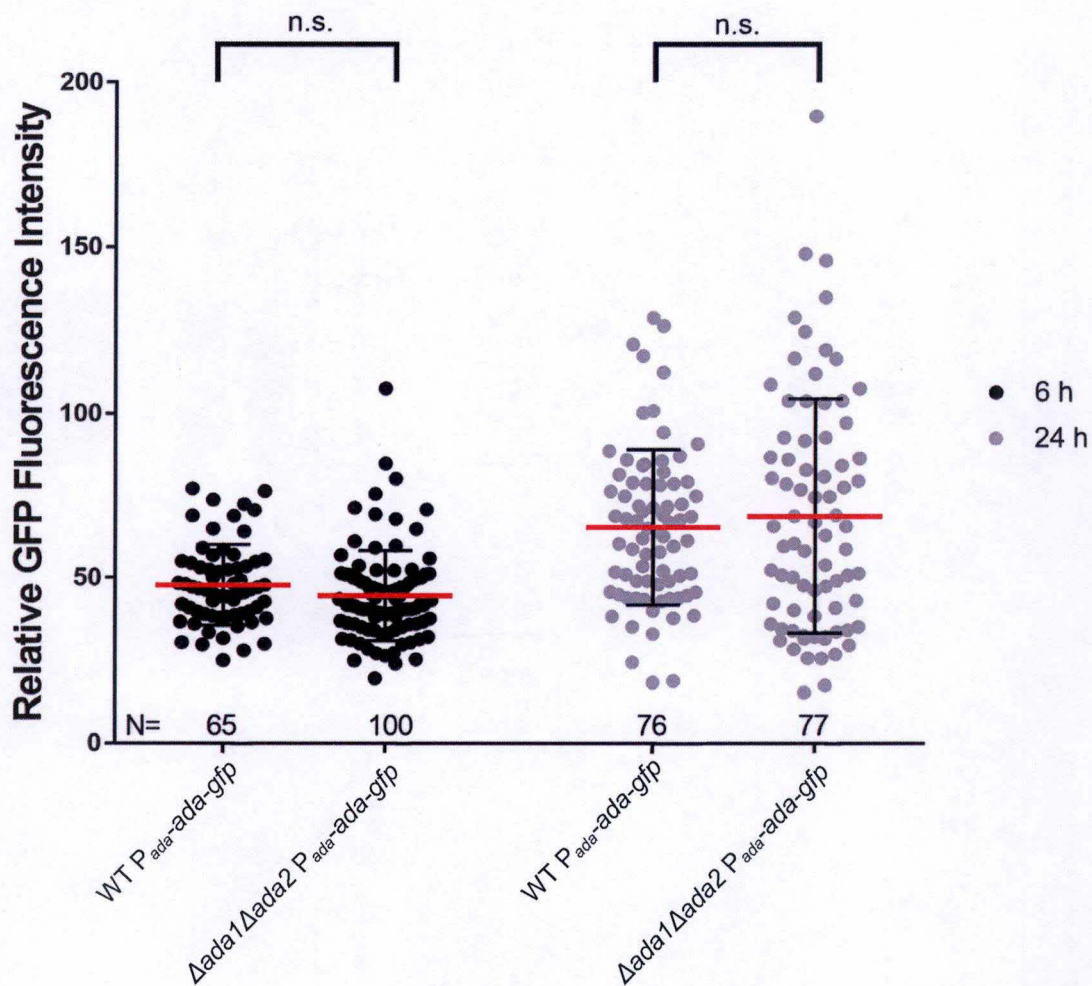 n.s.
n.s.
Relative GFP Fluorescence Intensity
200
150
100
50
0
N=
65
100
76
77
6 h
24 h
WT Pada-ada-gfp
Δada1Δada2 Pada-ada-gfp
WT Pada-ada-gfp
Δada1Δada2 Pada-ada-gfp